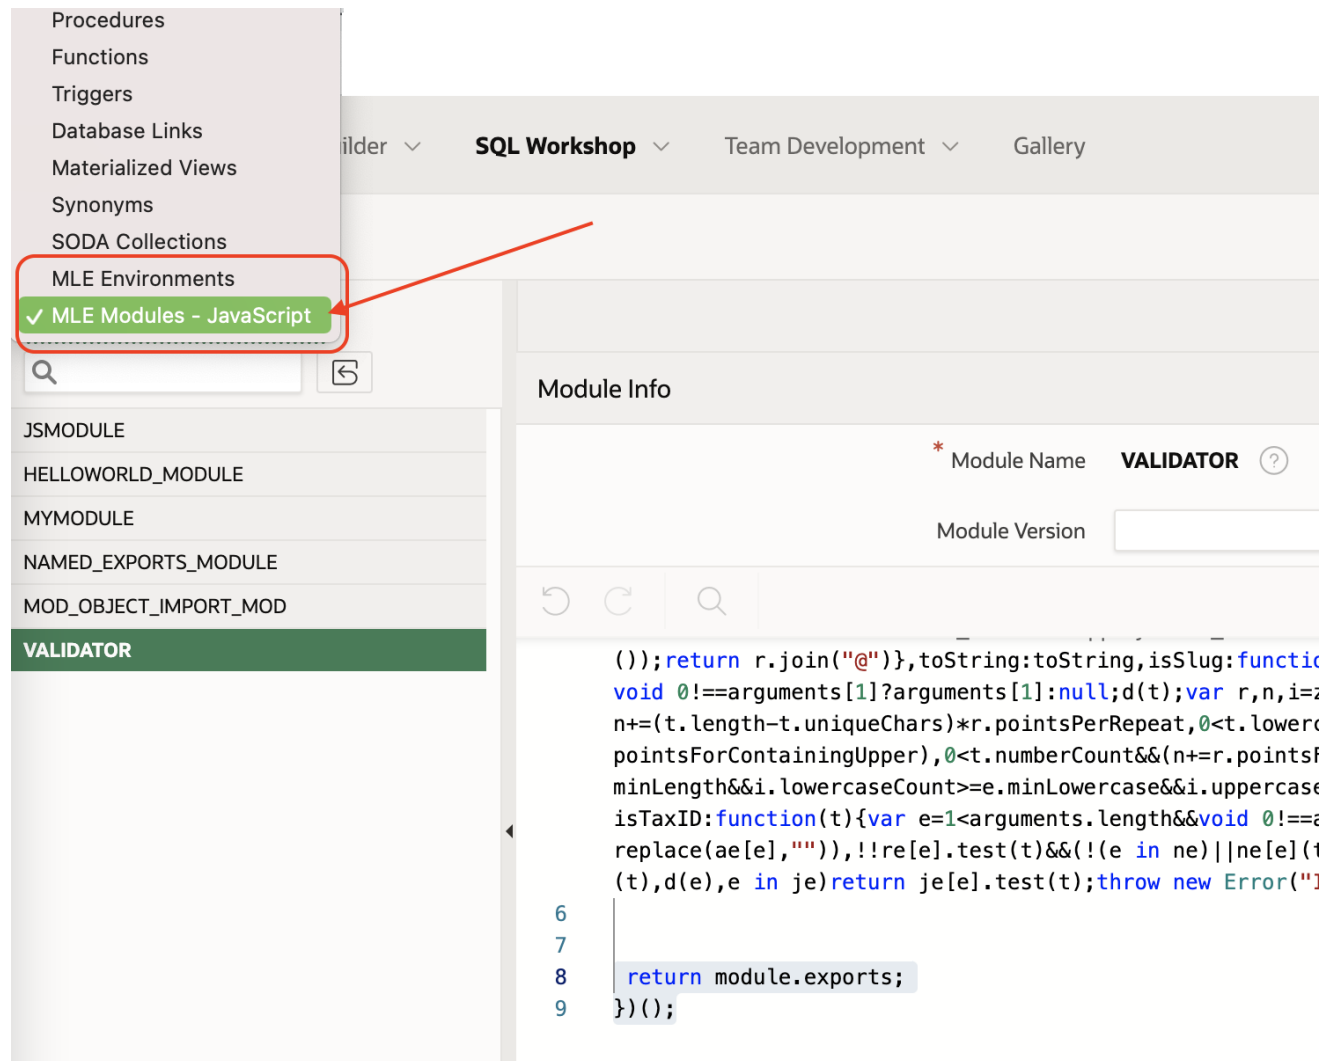 Procedures
Functions
Triggers
Database Links
Materialized Views
Synonyms
SODA Collections
MLE Environments
✓ MLE Modules - JavaScript
ilder
SQL Workshop
Team Development
Gallery
JSMODULE
HELLOWORLD_MODULE
MYMODULE
NAMED_EXPORTS_MODULE
MOD_OBJECT_IMPORT_MOD
VALIDATOR
Module Info
* Module Name VALIDATOR ?
Module Version
());return r.join("@")},toString:toString,isSlug:functio
void 0!==arguments[1]?arguments[1]:null;d(t);var r,n,i=z
n+=(t.length-t.uniqueChars)*r.pointsPerRepeat,0<t.lowerc
pointsForContainingUpper),0<t.numberCount&&(n+=r.pointsF
minLength&&i.lowercaseCount>=e.minLowercase&&i.uppercase
isTaxID:function(t){var e=1<arguments.length&&void 0!==a
replace(ae[e],"")),!!re[e].test(t)&&(!(e in ne)||ne[e](t
(t),d(e),e in je)return je[e].test(t);throw new Error("I
6
7
8 return module.exports;
9 })();